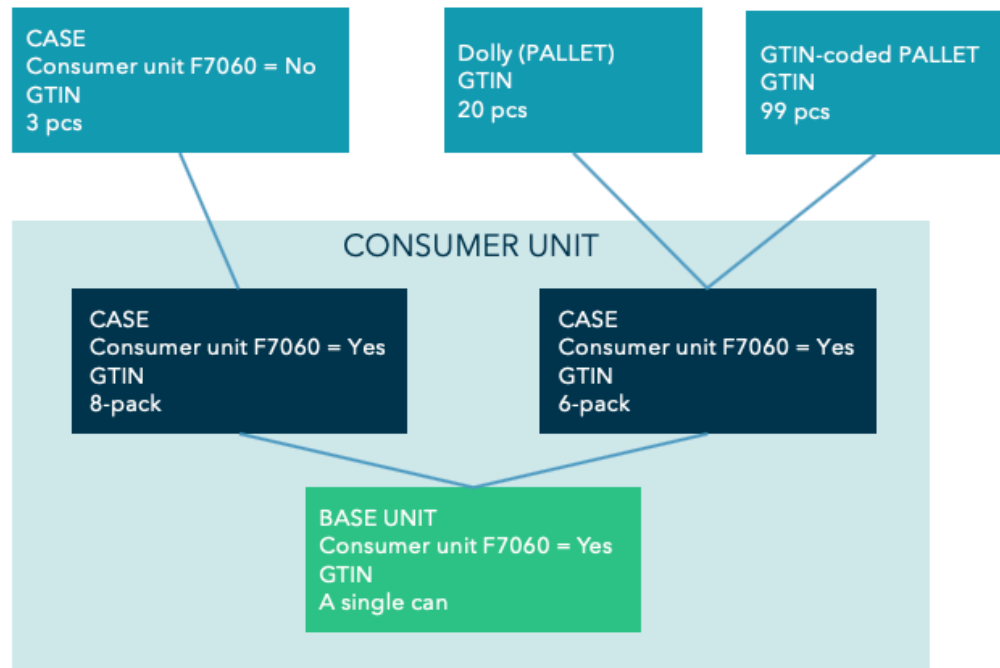 CASE
Consumer unit F7060 = No
GTIN
3 pcs
Dolly (PALLET)
GTIN
20 pcs
GTIN-coded PALLET
GTIN
99 pcs
CONSUMER UNIT
CASE
Consumer unit F7060 = Yes
GTIN
8-pack
CASE
Consumer unit F7060 = Yes
GTIN
6-pack
BASE UNIT
Consumer unit F7060 = Yes
GTIN
A single can